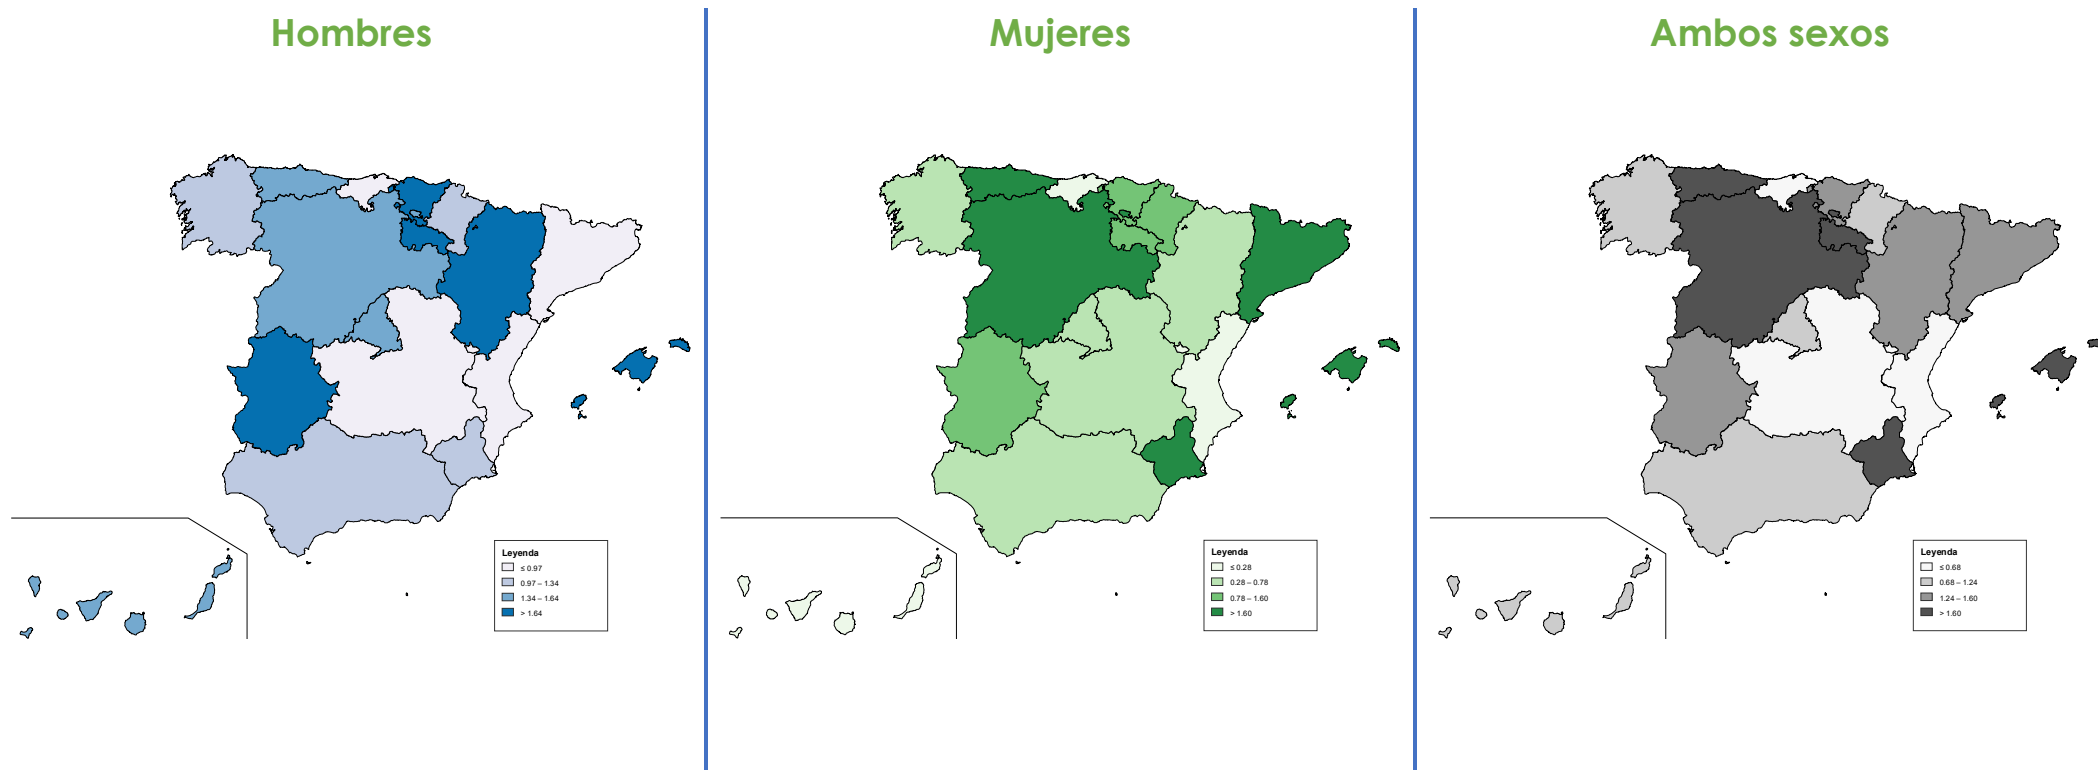 Hombres
Leyenda
≤ 0.97
0.97 – 1.34
1.34 – 1.64
> 1.64
Mujeres
Leyenda
≤ 0.28
0.28 – 0.78
0.78 – 1.60
> 1.60
Ambos sexos
Leyenda
≤ 0.68
0.68 – 1.24
1.24 – 1.60
> 1.60